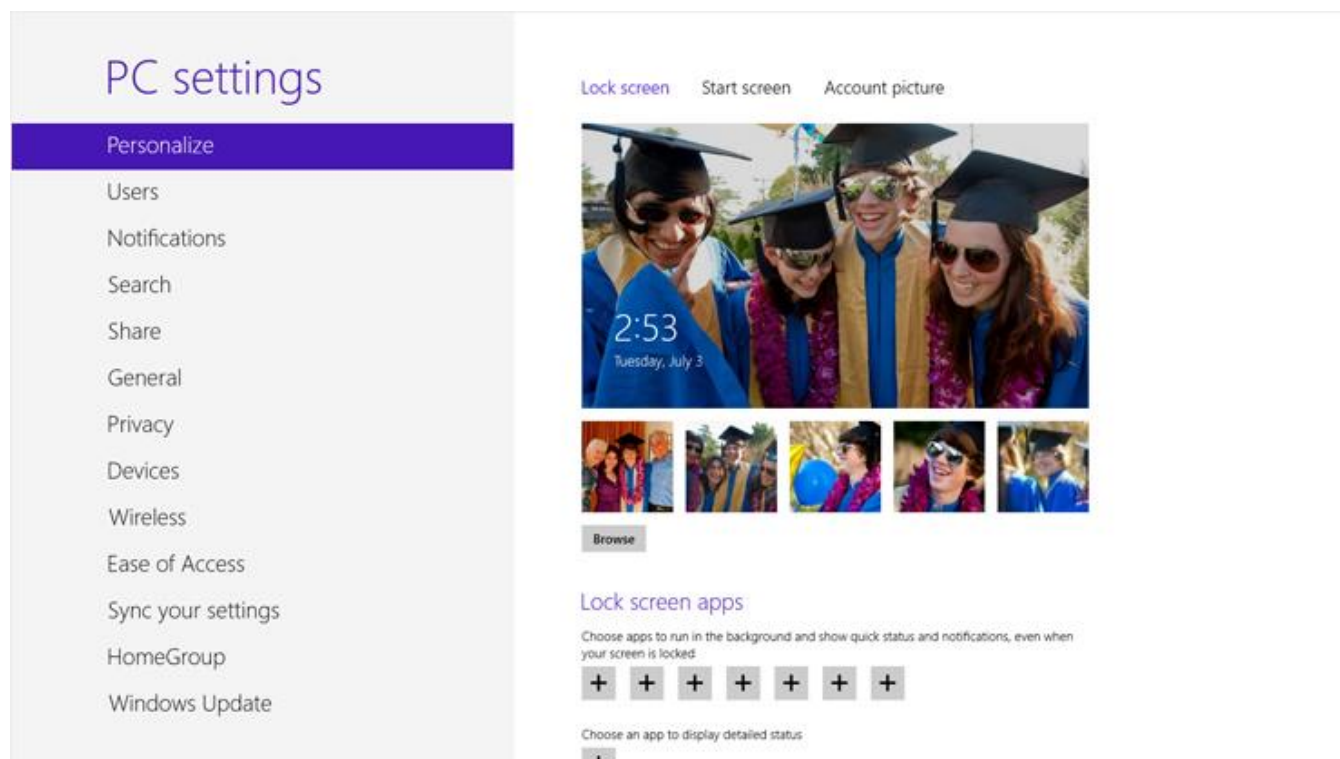 PC settings
Personalize
Users
Notifications
Search
Share
General
Privacy
Devices
Wireless
Ease of Access
Sync your settings
HomeGroup
Windows Update
Lock screen Start screen Account picture
2:53
Tuesday, July 3
Browse
Lock screen apps
Choose apps to run in the background and show quick status and notifications, even when
your screen is locked
+ + + + + + +
Choose an app to display detailed status